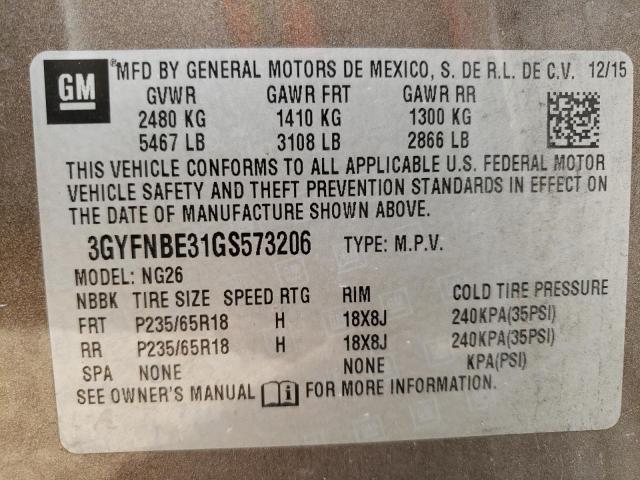 GM ® MFD BY GENERAL MOTORS DE MEXICO, S. DE R.L. DE C.V. 12/15
GVWR GAWR FRT GAWR RR
2480 KG 1410 KG 1300 KG
5467 LB 3108 LB 2866 LB
THIS VEHICLE CONFORMS TO ALL APPLICABLE U.S. FEDERAL MOTOR
VEHICLE SAFETY AND THEFT PREVENTION STANDARDS IN EFFECT ON
THE DATE OF MANUFACTURE SHOWN ABOVE.
3GYFNBE31GS573206 TYPE: M.P.V.
MODEL: NG26
NBBK TIRE SIZE SPEED RTG RIM COLD TIRE PRESSURE
FRT P235/65R18 H 18X8J 240KPA(35PSI)
RR P235/65R18 H 18X8J 240KPA(35PSI)
SPA NONE NONE KPA(PSI)
SEE OWNER'S MANUAL FOR MORE INFORMATION.